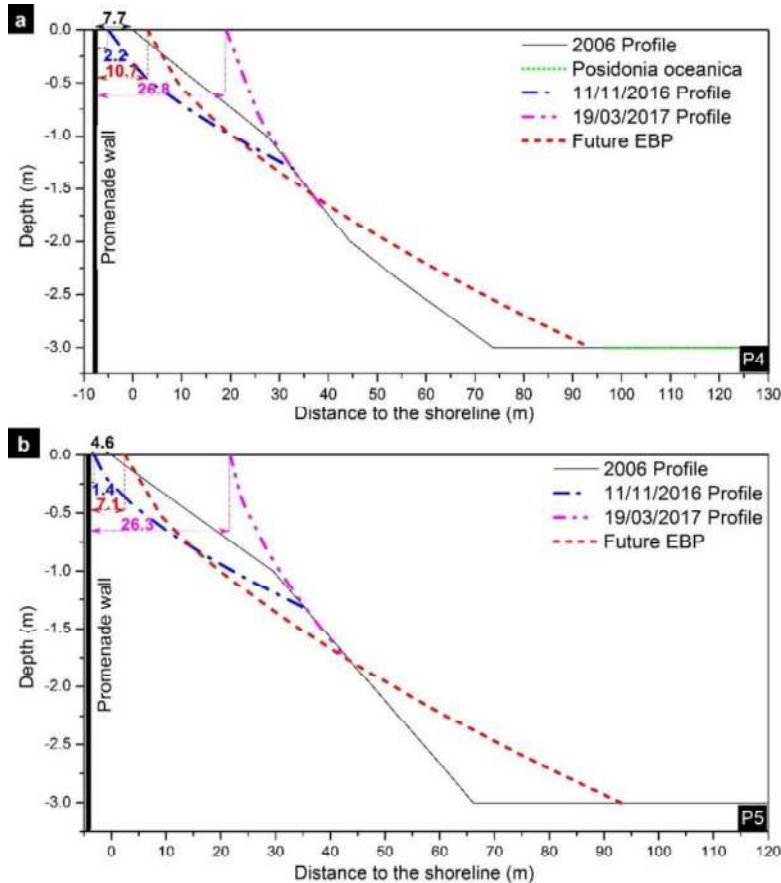 a
7.7
2.2
10.7
26.8
2006 Profile
Posidonia oceanica
11/11/2016 Profile
19/03/2017 Profile
Future EBP
Promenade wall
Depth (m)
0.0
-0.5
-1.0
-1.5
-2.0
-2.5
-3.0
P4
-10 0 10 20 30 40 50 60 70 80 90 100 110 120 130
Distance to the shoreline (m)
b
4.6
1.4
7.1
26.3
2006 Profile
11/11/2016 Profile
19/03/2017 Profile
Future EBP
Promenade wall
Depth (m)
0.0
-0.5
-1.0
-1.5
-2.0
-2.5
-3.0
P5
0 10 20 30 40 50 60 70 80 90 100 110 120
Distance to the shoreline (m)